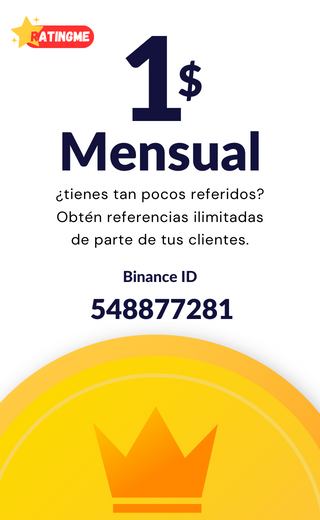 RATINGME
1$
Mensual
¿tienes tan pocos referidos?
Obtén referencias ilimitadas
de parte de tus clientes.
Binance ID
548877281